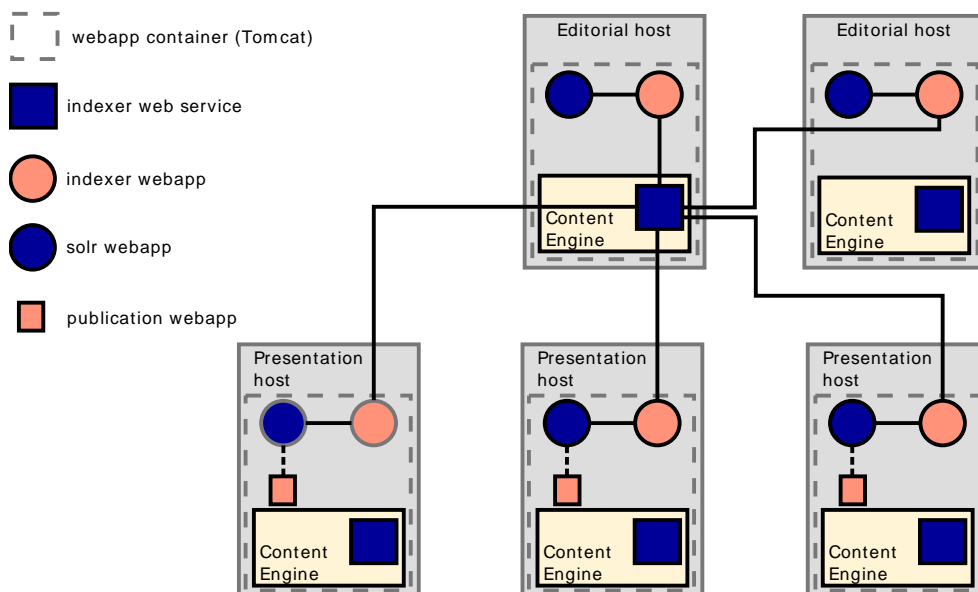 webapp container (Tomcat)
indexer web service
indexer webapp
solr webapp
publication webapp
Editorial host
Content
Engine
Editorial host
Content
Engine
Presentation
host
Content
Engine
Presentation
host
Content
Engine
Presentation
host
Content
Engine